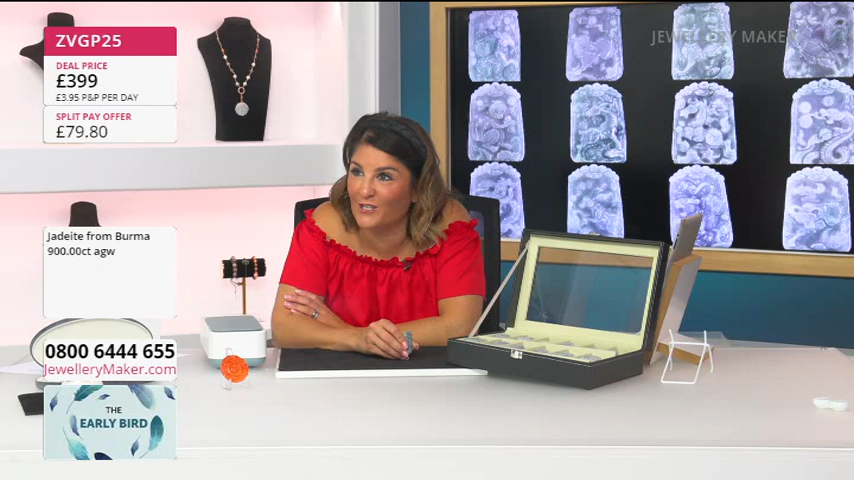 ZVGP25
DEAL PRICE
£399
£3.95 P&P PER DAY
SPLIT PAY OFFER
£79.80
JEWELLERY MAKER
Jadeite from Burma
900.00ct agw
0800 6444 655
JewelleryMaker.com
THE
EARLY BIRD